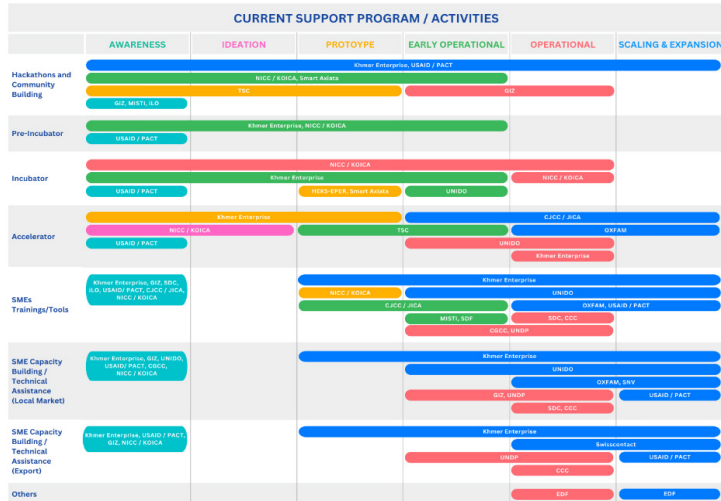 CURRENT SUPPORT PROGRAM / ACTIVITIES
AWARENESS
IDEATION
PROTOYPE
EARLY OPERATIONAL
OPERATIONAL
SCALING & EXPANSION
Hackathons and
Community
Building
Khmer Enterprise, USAID / PACT
NICC / KOICA, Smart Axiata
TSC
GIZ
GIZ, MISTI, ILO
Pre-Incubator
Khmer Enterprise, NICC / KOICA
USAID / PACT
Incubator
NICC / KOICA
Khmer Enterprise
NICC / KOICA
USAID / PACT
HEKS-EPER, Smart Axiata
UNIDO
Accelerator
Khmer Enterprise
CJCC / JICA
NICC / KOICA
TSC
OXFAM
USAID / PACT
UNIDO
Khmer Enterprise
SMEs
Trainings/Tools
Khmer Enterprise, GIZ, SDC,
ILO, USAID/ PACT, CJCC / JICA,
NICC / KOICA
Khmer Enterprise
NICC / KOICA
UNIDO
CJCC / JICA
OXFAM, USAID / PACT
MISTI, SDF
SDC, CCC
CGCC, UNDP
SME Capacity
Building /
Technical
Assistance
(Local Market)
Khmer Enterprise, GIZ, UNIDO,
USAID/ PACT, CGCC,
NICC / KOICA
Khmer Enterprise
UNIDO
OXFAM, SNV
GIZ, UNDP
USAID / PACT
SDC, CCC
SME Capacity
Building /
Technical
Assistance
(Export)
Khmer Enterprise, USAID / PACT,
GIZ, NICC / KOICA
Khmer Enterprise
Swisscontact
UNDP
USAID / PACT
CCC
Others
EDF
EDF